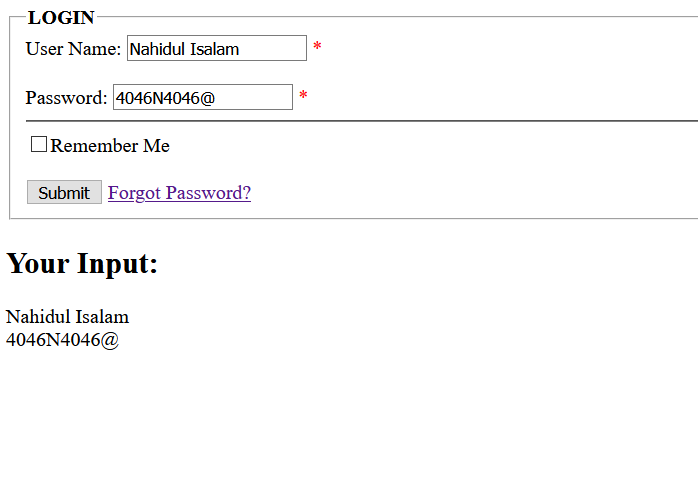 LOGIN
User Name: Nahidul Isalam *
Password: 4046N4046@ *
Remember Me
Submit Forgot Password?
Your Input:
Nahidul Isalam
4046N4046@